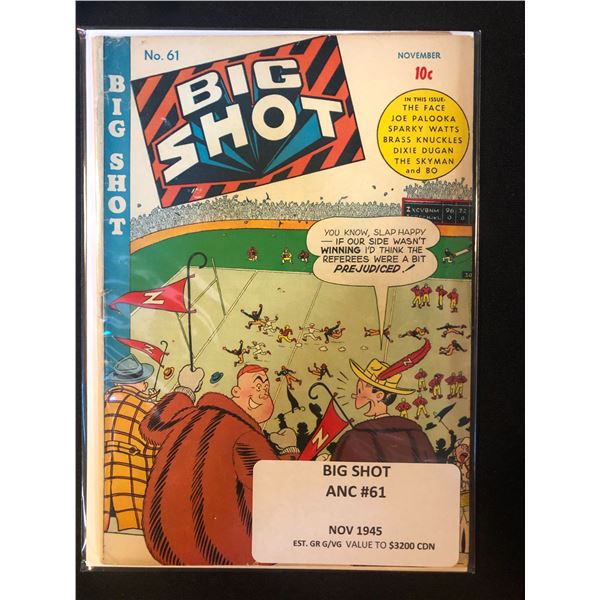 No. 61
BIG
SHOT
NOVEMBER
10c
IN THIS ISSUE:
THE FACE
JOE PALOOKA
SPARKY WATTS
BRASS KNUCKLES
DIXIE DUGAN
THE SKYMAN
and BO
BIG SHOT
YOU KNOW, SLAP HAPPY
— IF OUR SIDE WASN'T
WINNING I'D THINK THE
REFEREES WERE A BIT
PREJUDICED!
Z
Z
Z
BIG SHOT
ANC #61
NOV 1945
EST. GR G/VG VALUE TO $3200 CDN